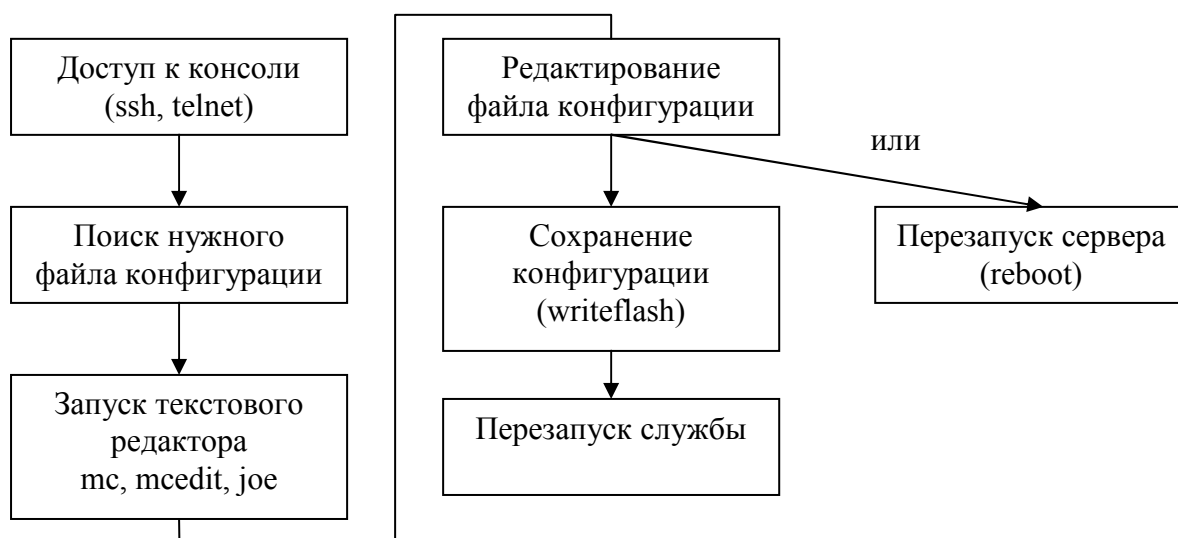 Доступ к консоли
(ssh, telnet)
Поиск нужного
файла конфигурации
Запуск текстового
редактора
mc, mcedit, joe
Редактирование
файла конфигурации
или
Сохранение
конфигурации
(writeflash)
Перезапуск сервера
(reboot)
Перезапуск службы